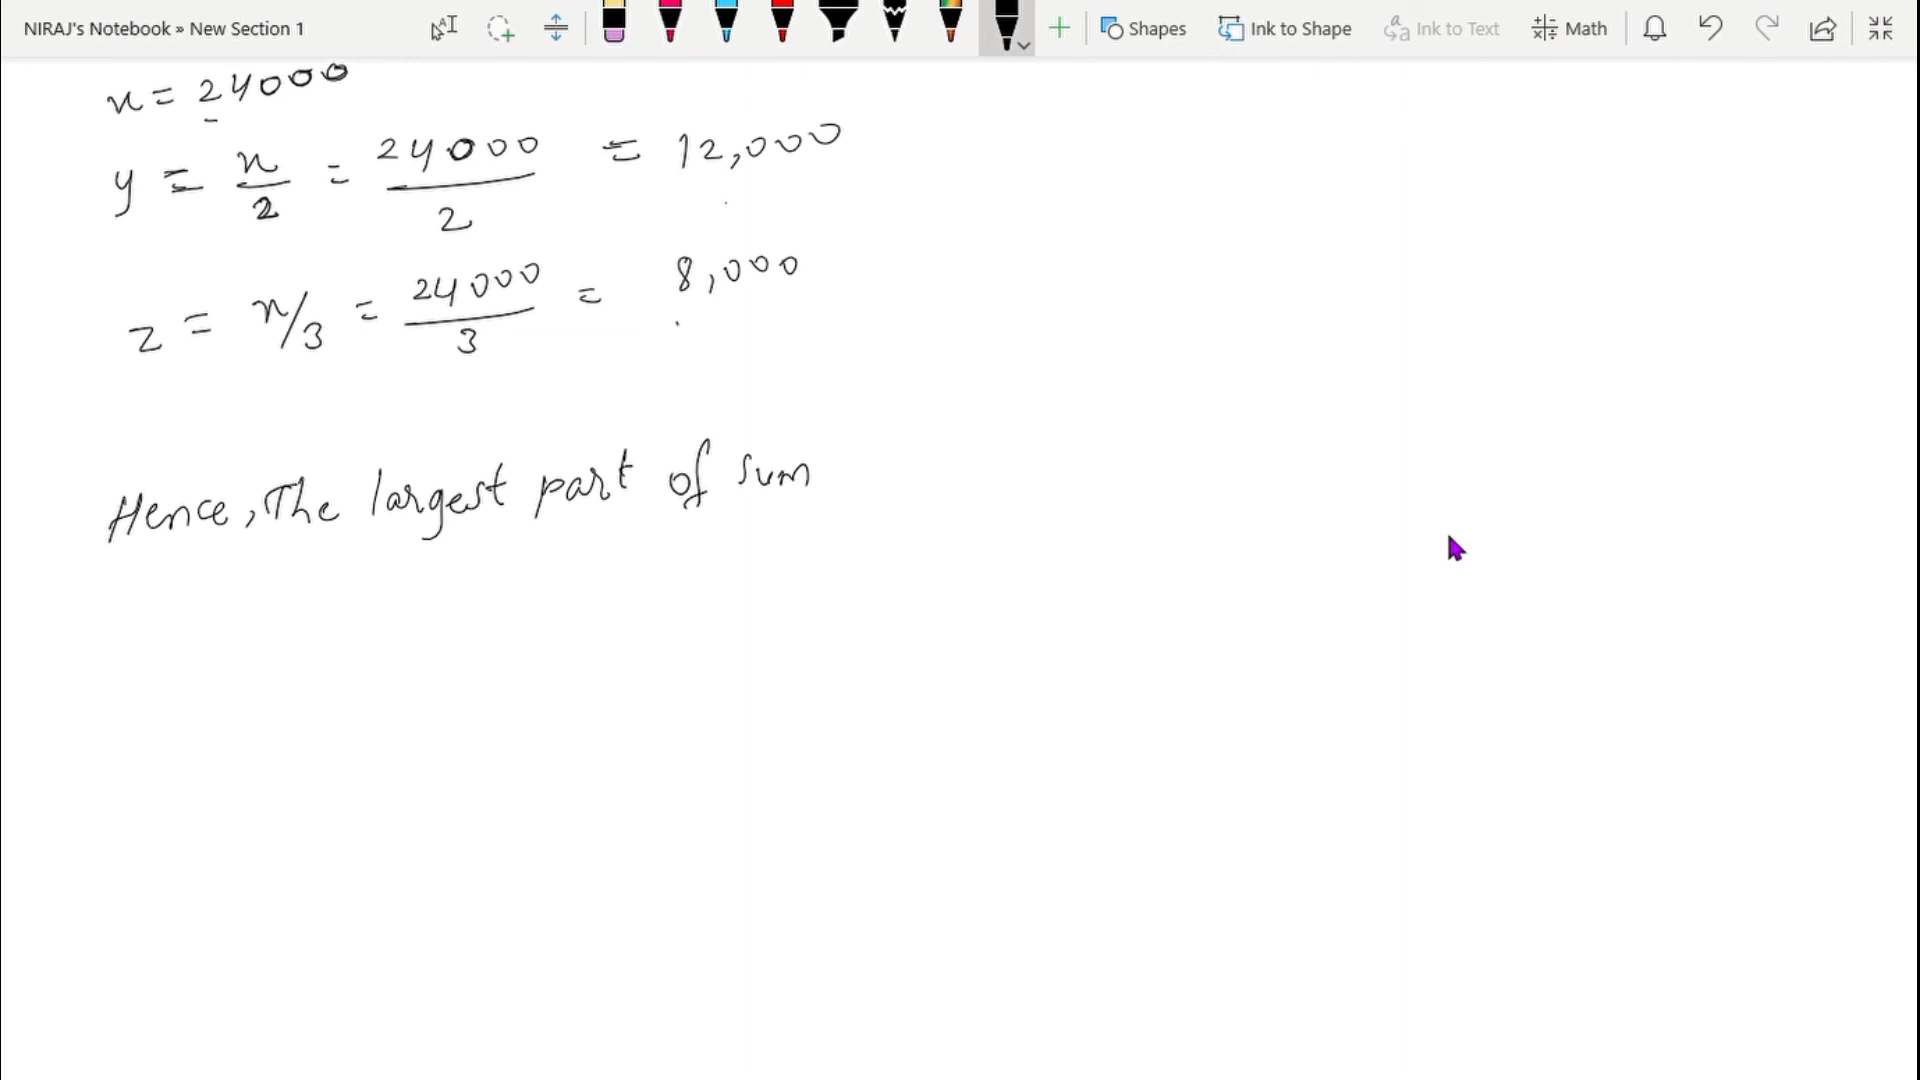 NIRAJ's Notebook » New Section 1
Shapes
Ink to Shape
Ink to Text
Math
x = 24000
y = x/2 = 24000/2 = 12,000
z = x/3 = 24000/3 = 8,000
Hence, The largest part of sum